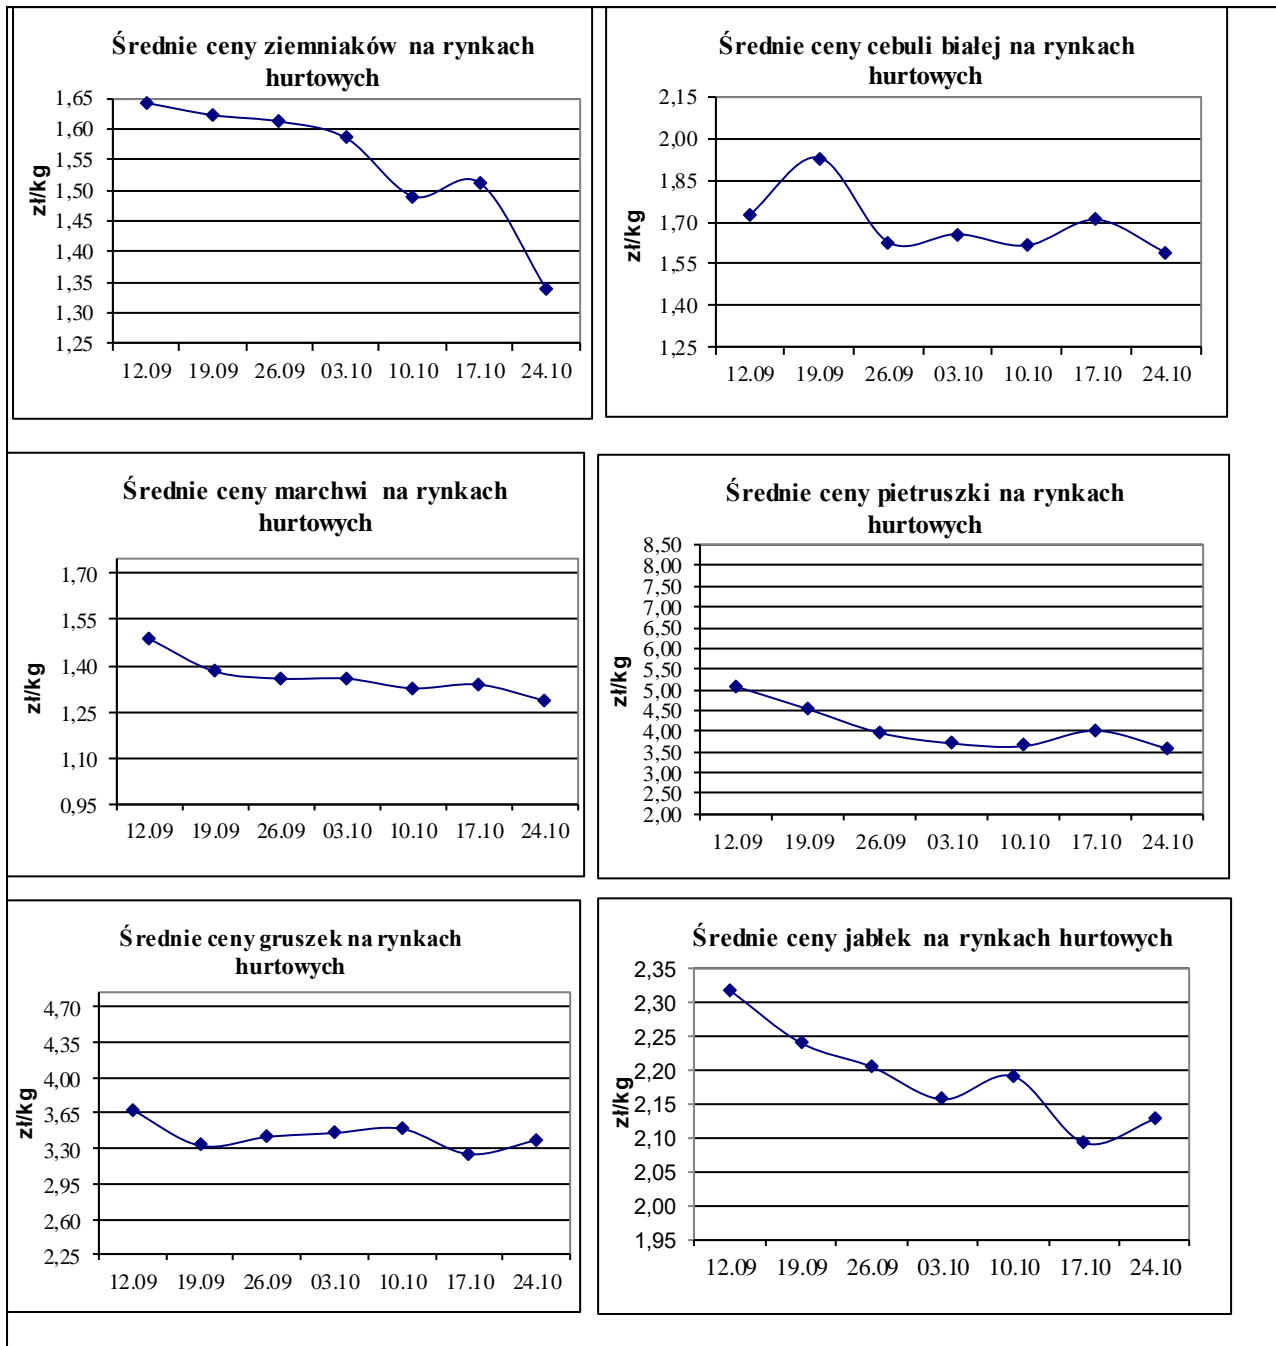 Średnie ceny ziemniaków na rynkach
hurtowych
zł/kg
1,65
1,60
1,55
1,50
1,45
1,40
1,35
1,30
1,25
12.09 19.09 26.09 03.10 10.10 17.10 24.10
Średnie ceny cebuli białej na rynkach
hurtowych
zł/kg
2,15
2,00
1,85
1,70
1,55
1,40
1,25
12.09 19.09 26.09 03.10 10.10 17.10 24.10
Średnie ceny marchwi na rynkach
hurtowych
zł/kg
1,70
1,55
1,40
1,25
1,10
0,95
12.09 19.09 26.09 03.10 10.10 17.10 24.10
Średnie ceny pietruszki na rynkach
hurtowych
zł/kg
8,50
8,00
7,50
7,00
6,50
6,00
5,50
5,00
4,50
4,00
3,50
3,00
2,50
2,00
12.09 19.09 26.09 03.10 10.10 17.10 24.10
Średnie ceny gruszek na rynkach
hurtowych
zł/kg
4,70
4,35
4,00
3,65
3,30
2,95
2,60
2,25
12.09 19.09 26.09 03.10 10.10 17.10 24.10
Średnie ceny jabłek na rynkach hurtowych
zł/kg
2,35
2,30
2,25
2,20
2,15
2,10
2,05
2,00
1,95
12.09 19.09 26.09 03.10 10.10 17.10 24.10